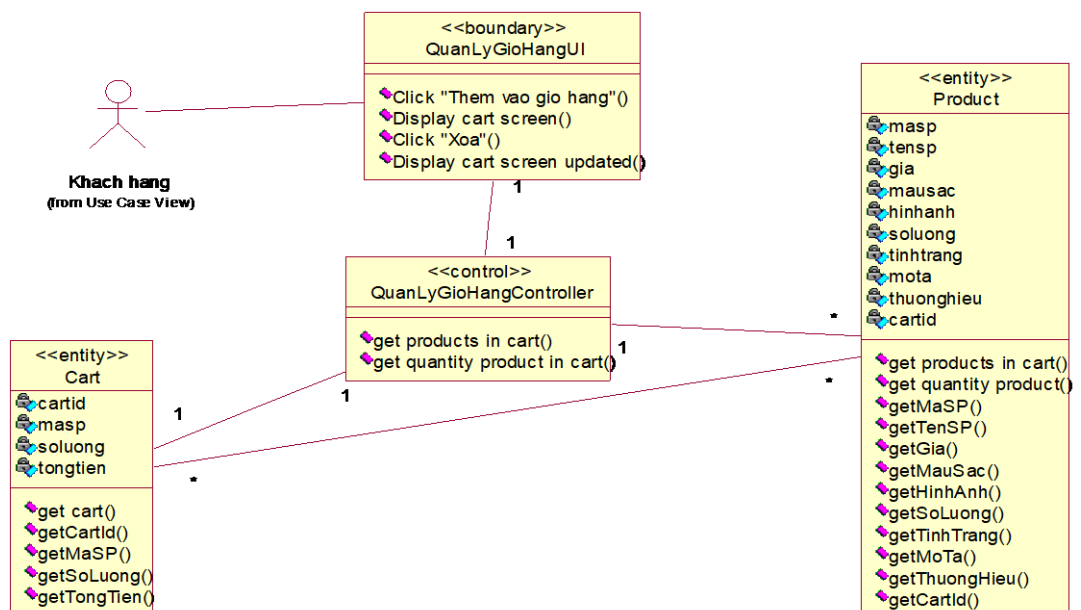 <<boundary>>
QuanLyGioHangUI
Click "Them vao gio hang"()
Display cart screen()
Click "Xoa"()
Display cart screen updated()
Khach hang
(from Use Case View)
1
1
<<control>>
QuanLyGioHangController
get products in cart()
get quantity product in cart()
1
*
1
1
*
*
<<entity>>
Cart
cartid
masp
soluong
tongtien
get cart()
getCartId()
getMaSP()
getSoLuong()
getTongTien()
<<entity>>
Product
masp
tensp
gia
mausac
hinhanh
soluong
tinhtrang
mota
thuonghieu
cartid
get products in cart()
get quantity product()
getMaSP()
getTenSP()
getGia()
getMauSac()
getHinhAnh()
getSoLuong()
getTinhTrang()
getMoTa()
getThuongHieu()
getCartId()